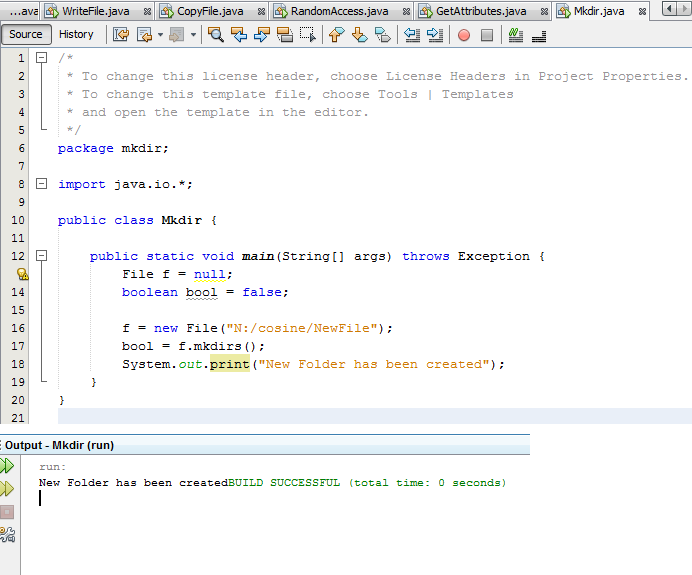 ...ava WriteFile.java CopyFile.java RandomAccess.java GetAttributes.java Mkdir.java
Source History
1 /*
2 * To change this license header, choose License Headers in Project Properties.
3 * To change this template file, choose Tools | Templates
4 * and open the template in the editor.
5 */
6 package mkdir;
7
8 import java.io.*;
9
10 public class Mkdir {
11
12 public static void main(String[] args) throws Exception {
File f = null;
14 boolean bool = false;
15
16 f = new File("N:/cosine/NewFile");
17 bool = f.mkdirs();
18 System.out.print("New Folder has been created");
19 }
20 }
21
Output - Mkdir (run)
run:
New Folder has been createdBUILD SUCCESSFUL (total time: 0 seconds)